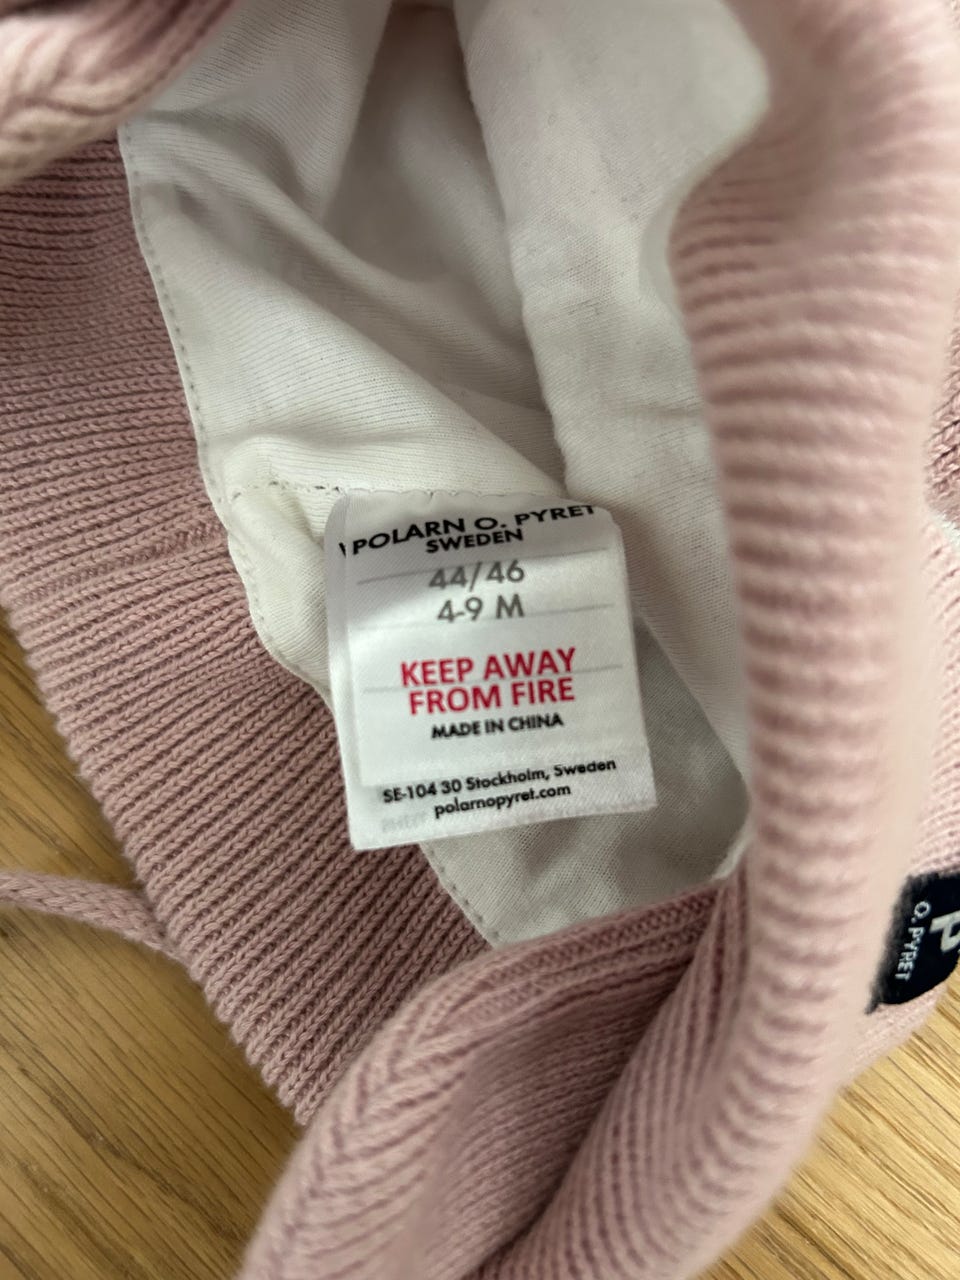 POLARN O. PYRET
SWEDEN
44/46
4-9 M
KEEP AWAY
FROM FIRE
MADE IN CHINA
SE-104 30 Stockholm, Sweden
polarnopyret.com
P
O. PYRET